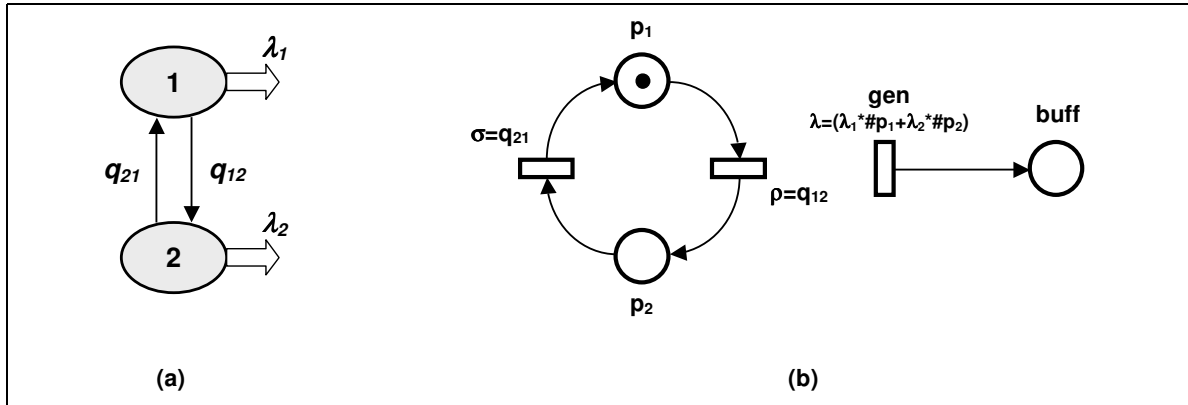 λ₁
1
q₂₁
q₁₂
λ₂
2
(a)
p₁
σ=q₂₁
ρ=q₁₂
p₂
gen
λ=(λ₁*#p₁+λ₂*#p₂)
buff
(b)